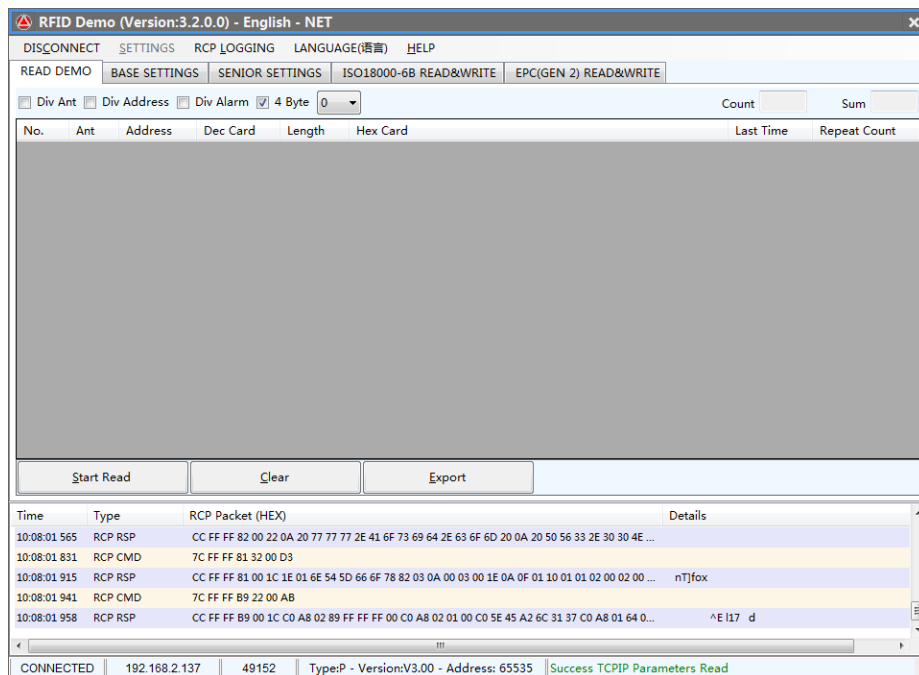 RFID Demo (Version:3.2.0.0) - English - NET
DISCONNECT SETTINGS RCP LOGGING LANGUAGE(语言) HELP
READ DEMO BASE SETTINGS SENIOR SETTINGS ISO18000-6B READ&WRITE EPC(GEN 2) READ&WRITE
Div Ant Div Address Div Alarm 4 Byte 0 Count Sum
No. Ant Address Dec Card Length Hex Card Last Time Repeat Count
Start Read Clear Export
Time Type RCP Packet (HEX) Details
10:08:01 565 RCP RSP CC FF FF 82 00 22 0A 20 77 77 77 2E 41 6F 73 69 64 2E 63 6F 6D 20 0A 20 50 56 33 2E 30 30 4E ...
10:08:01 831 RCP CMD 7C FF FF 81 32 00 D3
10:08:01 915 RCP RSP CC FF FF 81 00 1C 1E 01 6E 54 5D 66 6F 78 82 03 0A 00 03 00 1E 0A 0F 01 10 01 01 02 00 02 00 ... nT]fox
10:08:01 941 RCP CMD 7C FF FF B9 22 00 AB
10:08:01 958 RCP RSP CC FF FF B9 00 1C C0 A8 02 89 FF FF FF 00 C0 A8 02 01 00 C0 5E 45 A2 6C 31 37 C0 A8 01 64 0... ^E l17 d
CONNECTED 192.168.2.137 49152 Type:P - Version:V3.00 - Address: 65535 Success TCPIP Parameters Read